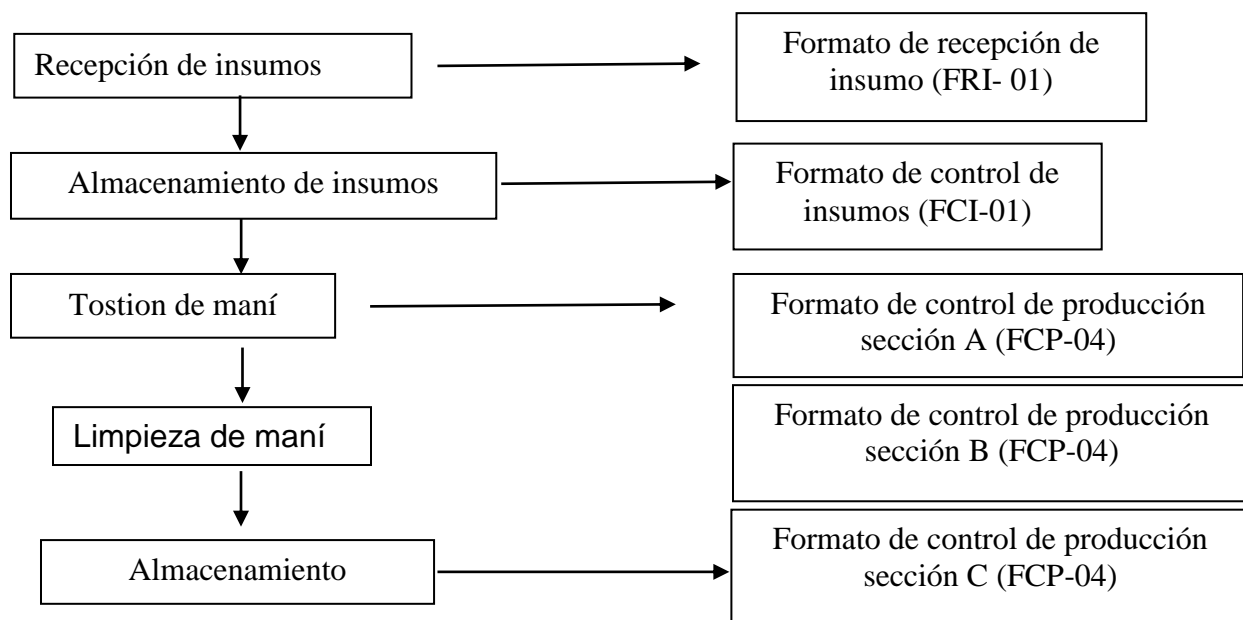 Recepción de insumos
Formato de recepción de
insumo (FRI- 01)
Almacenamiento de insumos
Formato de control de
insumos (FCI-01)
Tostion de maní
Formato de control de producción
sección A (FCP-04)
Limpieza de maní
Formato de control de producción
sección B (FCP-04)
Almacenamiento
Formato de control de producción
sección C (FCP-04)